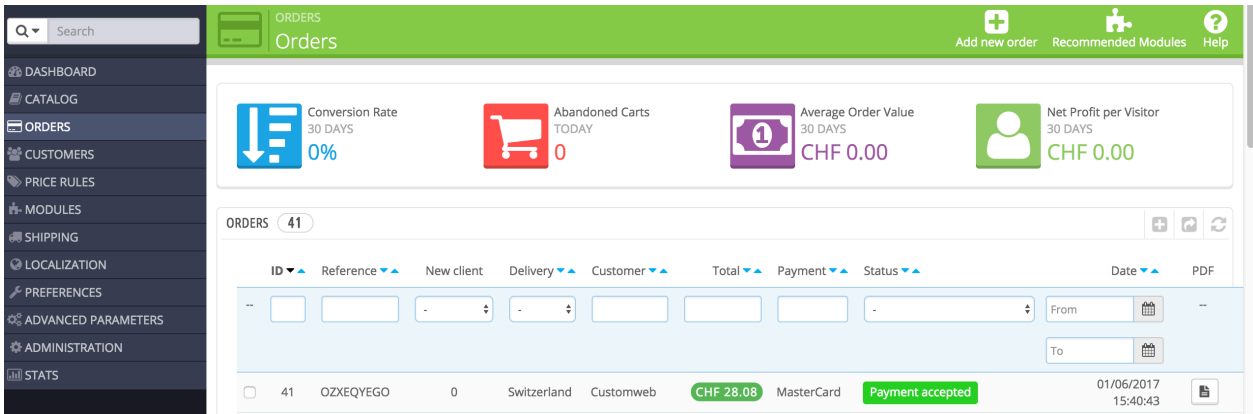 Search
DASHBOARD
CATALOG
ORDERS
CUSTOMERS
PRICE RULES
MODULES
SHIPPING
LOCALIZATION
PREFERENCES
ADVANCED PARAMETERS
ADMINISTRATION
STATS
ORDERS
Orders
Add new order Recommended Modules Help
Conversion Rate
30 DAYS
0%
Abandoned Carts
TODAY
0
1
Average Order Value
30 DAYS
CHF 0.00
Net Profit per Visitor
30 DAYS
CHF 0.00
ORDERS 41
ID Reference New client Delivery Customer Total Payment Status Date PDF
-- - - - From --
To
41 OZXEQYEGO 0 Switzerland Customweb CHF 28.08 MasterCard Payment accepted 01/06/2017
15:40:43